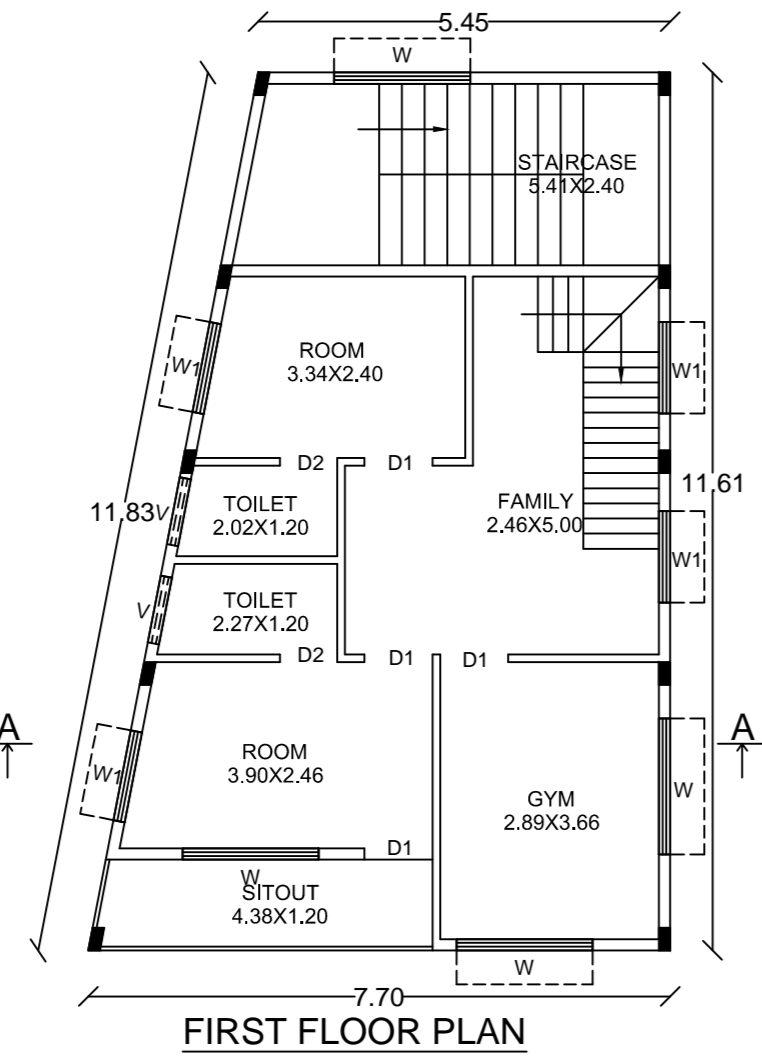 5.45
W
STAIRCASE
5.41X2.40
ROOM
3.34X2.40
W1
W1
D2
D1
TOILET
2.02X1.20
FAMILY
2.46X5.00
11.83
V
11.61
W1
TOILET
2.27X1.20
V
D2
D1
D1
A
A
ROOM
3.90X2.46
W1
GYM
2.89X3.66
W
D1
W
SITOUT
4.38X1.20
W
7.70
FIRST FLOOR PLAN